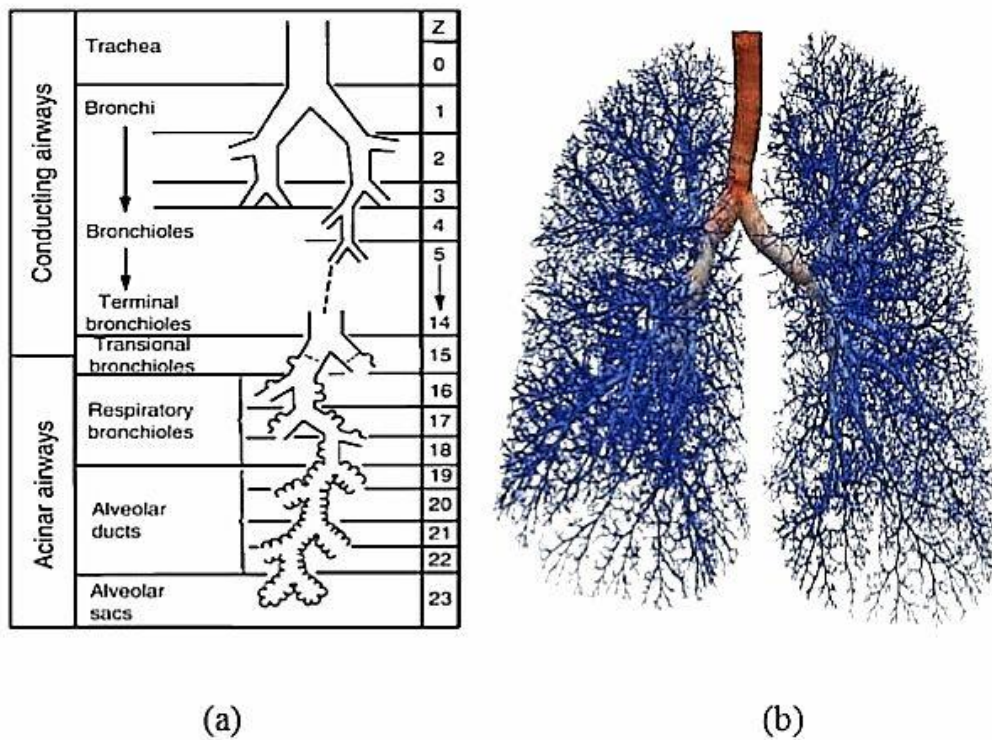 Conducting airways
Acinar airways
Trachea
Bronchi
Bronchioles
Terminal
bronchioles
Transional
bronchioles
Respiratory
bronchioles
Alveolar
ducts
Alveolar
sacs
Z
0
1
2
3
4
5
14
15
16
17
18
19
20
21
22
23
(a)
(b)